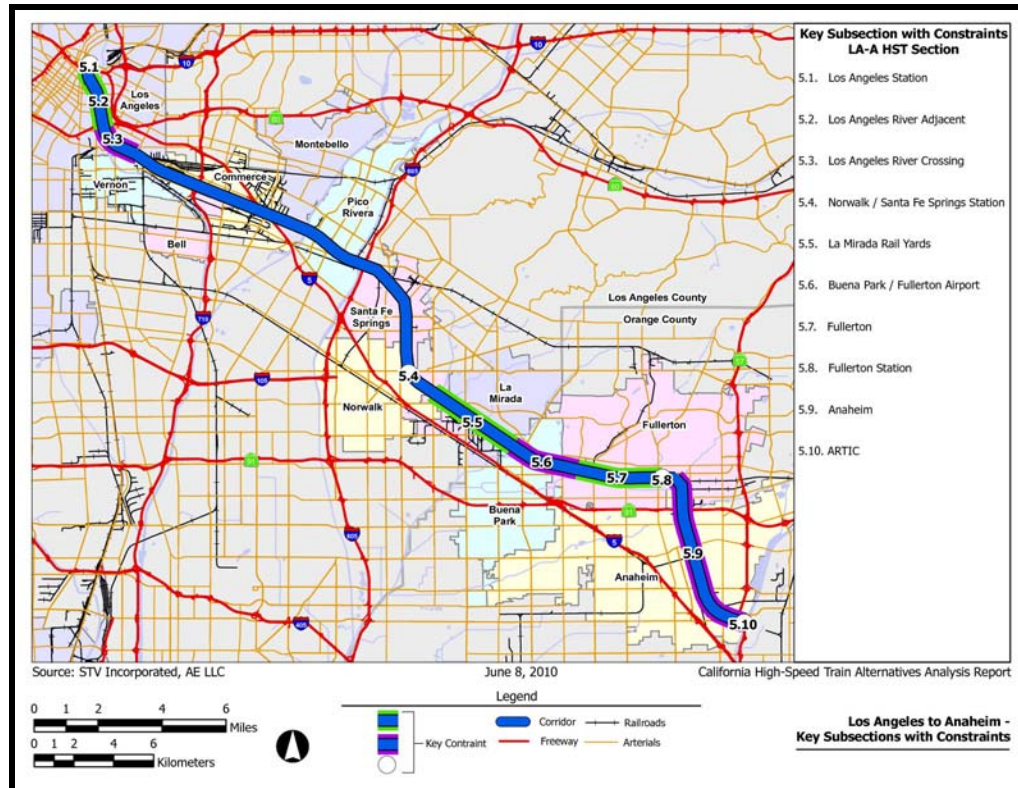 Key Subsection with Constraints
LA-A HST Section
5.1. Los Angeles Station
5.2. Los Angeles River Adjacent
5.3. Los Angeles River Crossing
5.4. Norwalk / Santa Fe Springs Station
5.5. La Mirada Rail Yards
5.6. Buena Park / Fullerton Airport
5.7. Fullerton
5.8. Fullerton Station
5.9. Anaheim
5.10. ARTIC
10
10
5.1
5.2
Los
Angeles
5.3
Montebello
Vernon
Commerce
605
Pico
Rivera
Bell
5
710
Santa Fe
Springs
Los Angeles County
Orange County
105
5.4
Norwalk
La
Mirada
5.5
Fullerton
5.6
5.7
5.8
Buena
Park
605
5
5.9
Anaheim
405
5.10
Source: STV Incorporated, AE LLC
June 8, 2010
California High-Speed Train Alternatives Analysis Report
0 1 2 4 6
Miles
0 1 2 4 6
Kilometers
Legend
Key Contraint
Corridor
Railroads
Freeway
Arterials
Los Angeles to Anaheim -
Key Subsections with Constraints